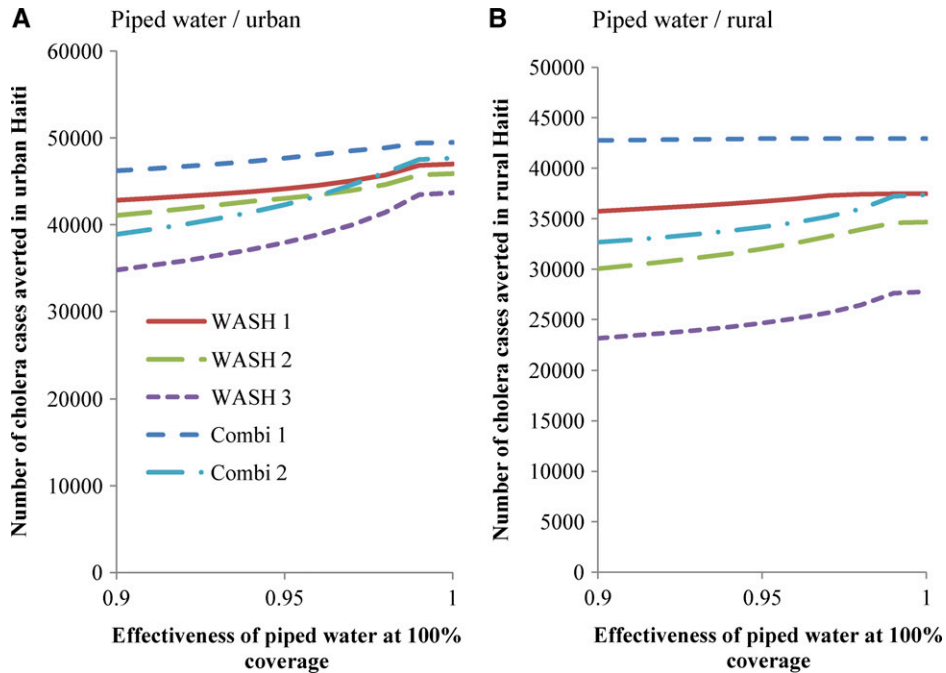 A
Piped water / urban
Number of cholera cases averted in urban Haiti
60000
50000
40000
30000
20000
10000
0
WASH 1
WASH 2
WASH 3
Combi 1
Combi 2
0.9
0.95
1
Effectiveness of piped water at 100%
coverage
B
Piped water / rural
Number of cholera cases averted in rural Haiti
50000
45000
40000
35000
30000
25000
20000
15000
10000
5000
0
0.9
0.95
1
Effectiveness of piped water at 100%
coverage